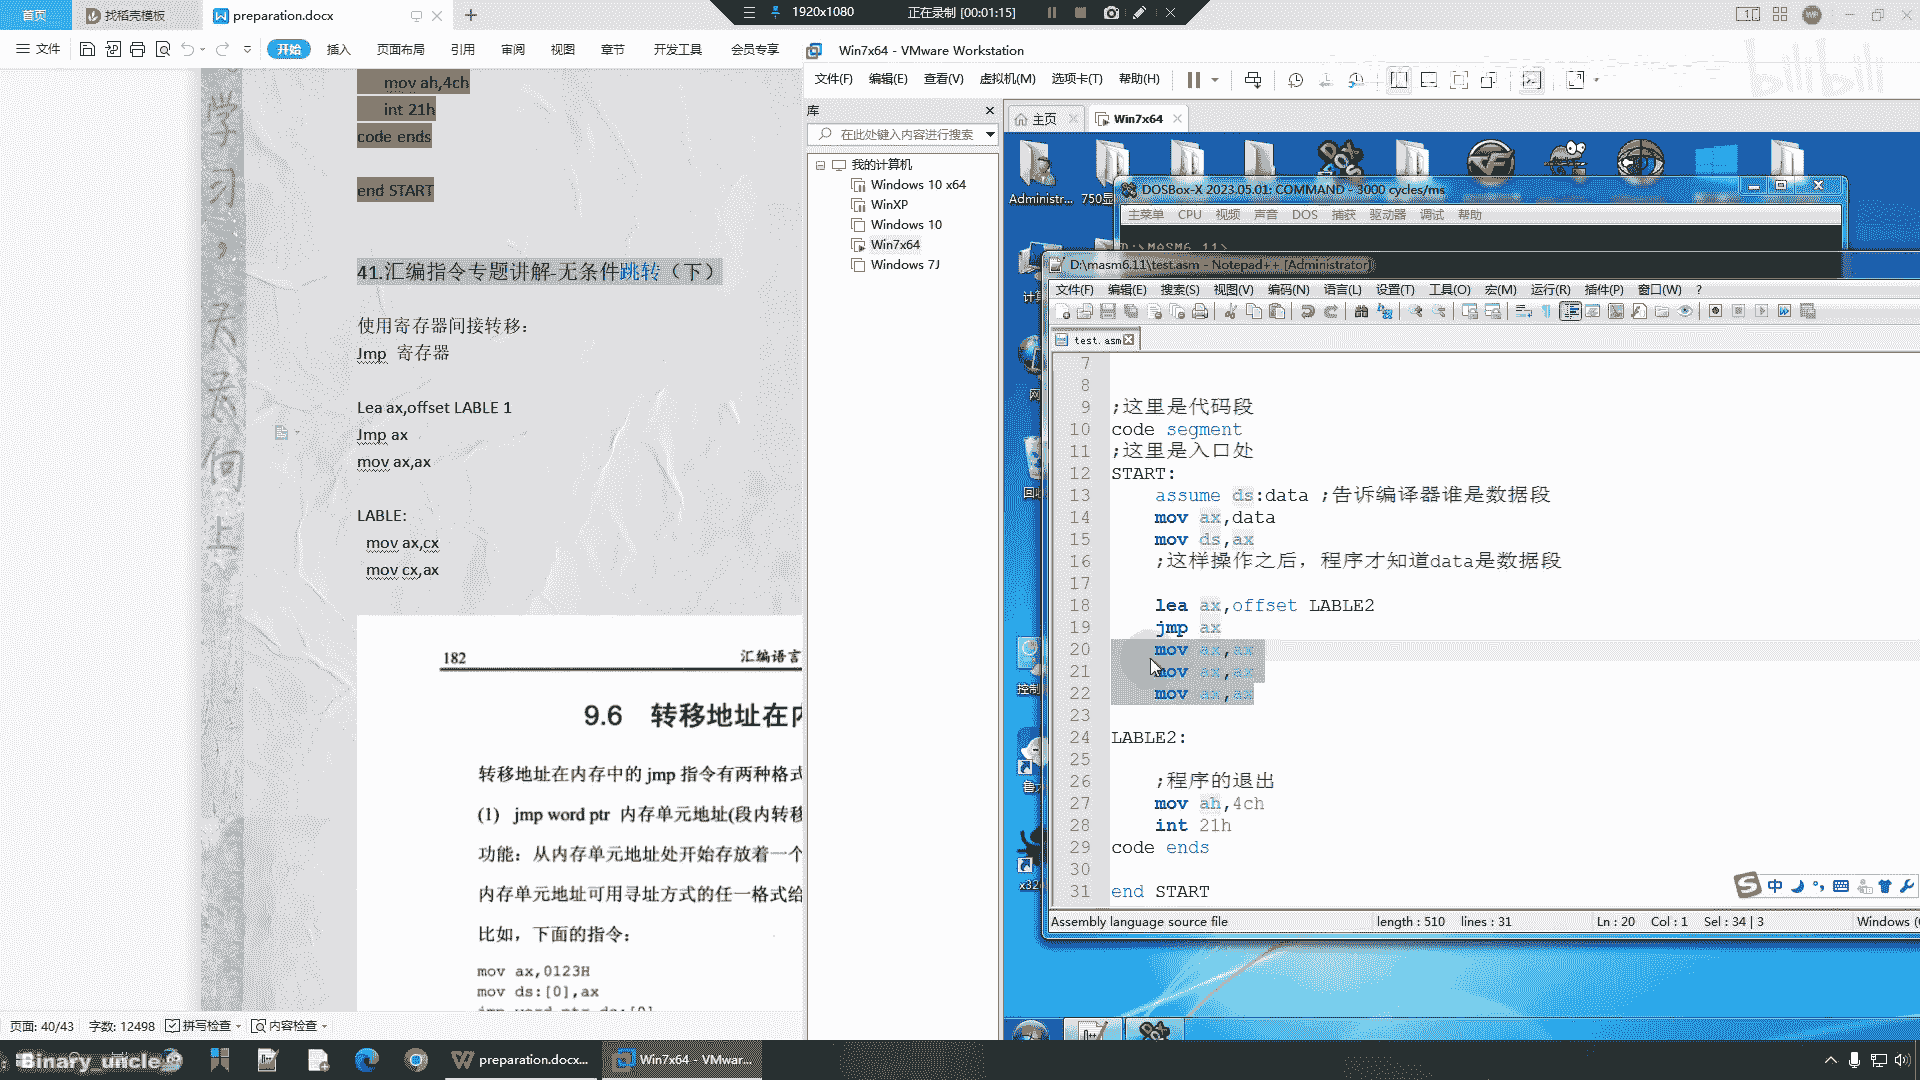 首页
找稻壳模板
preparation.docx
1920x1080
正在录制 [00:01:15]
文件
开始
插入
页面布局
引用
审阅
视图
章节
开发工具
会员专享
mov ah,4ch
int 21h
code ends
end START
41.汇编指令专题讲解-无条件跳转（下）
使用寄存器间接转移：
Jmp 寄存器
Lea ax,offset LABLE 1
Jmp ax
mov ax,ax
LABLE:
mov ax,cx
mov cx,ax
182
汇编语言
9.6 转移地址在内
转移地址在内存中的 jmp 指令有两种格式
(1) jmp word ptr 内存单元地址(段内转移
功能：从内存单元地址处开始存放着一个
内存单元地址可用寻址方式的任一格式给
比如，下面的指令：
mov ax,0123H
mov ds:[0],ax
jmp word ptr ds:[0]
页面: 40/43
字数: 12498
拼写检查
内容检查
学习，天天向上
Win7x64 - VMware Workstation
文件(F)
编辑(E)
查看(V)
虚拟机(M)
选项卡(T)
帮助(H)
bilibili
库
在此处键入内容进行搜索
我的计算机
Windows 10 x64
WinXP
Windows 10
Win7x64
Windows 7J
主页
Win7x64
Administr...
DOSBox-X 2023.05.01: COMMAND - 3000 cycles/ms
主菜单 CPU 视频 声音 DOS 捕获 驱动器 调试 帮助
D:\MASM6.11>
D:\masm6.11\test.asm - Notepad++ [Administrator]
文件(F) 编辑(E) 搜索(S) 视图(V) 编码(N) 语言(L) 设置(T) 工具(O) 宏(M) 运行(R) 插件(P) 窗口(W) ?
test.asm
7
8
9 ;这里是代码段
10 code segment
11 ;这里是入口处
12 START:
13 assume ds:data ;告诉编译器谁是数据段
14 mov ax,data
15 mov ds,ax
16 ;这样操作之后，程序才知道data是数据段
17
18 lea ax,offset LABLE2
19 jmp ax
20 mov ax,ax
21 mov ax,ax
22 mov ax,ax
23
24 LABLE2:
25
26 ;程序的退出
27 mov ah,4ch
28 int 21h
29 code ends
30
31 end START
Assembly language source file
length : 510 lines : 31
Ln : 20 Col : 1 Sel : 34 | 3
Windows (
中
Binary_uncle
preparation.docx...
Win7x64 - VMwar...